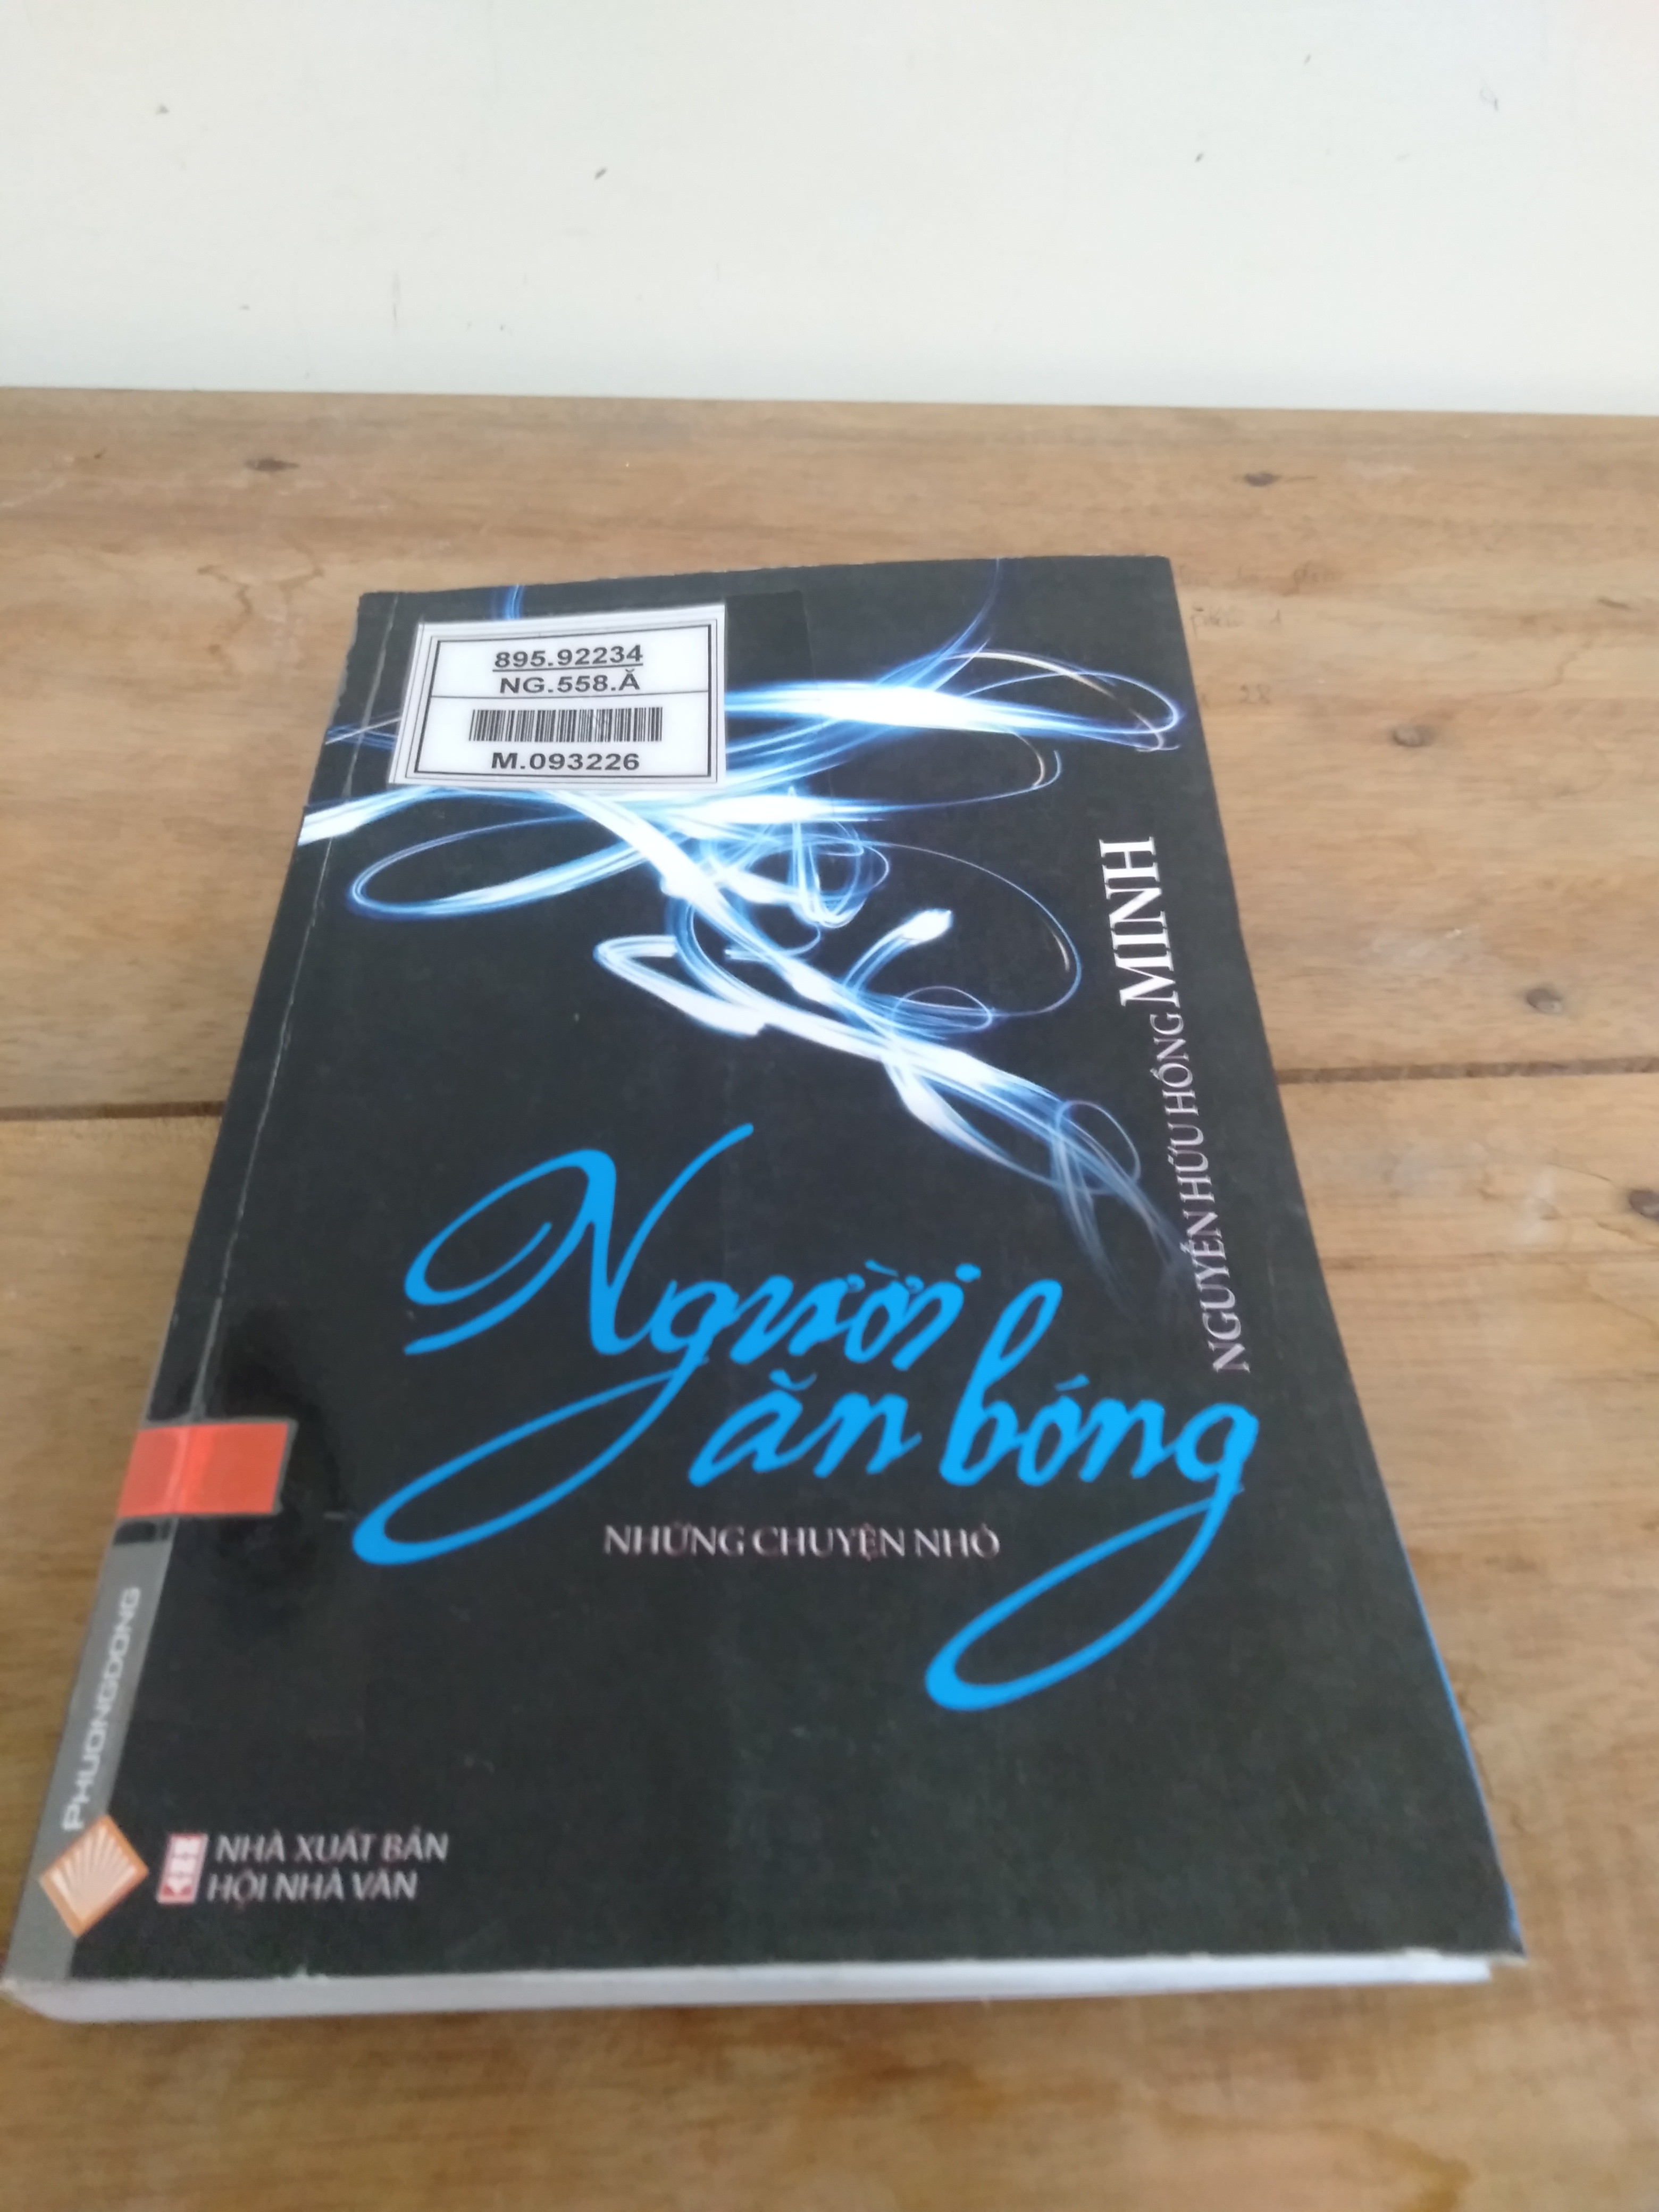 895.92234
NG.558.Ă
M.093226
NGUYỄN HỮU HỒNG MINH
Người
ăn bóng
NHỮNG CHUYỆN NHỎ
PHUONGDONG
NHÀ XUẤT BẢN
HỘI NHÀ VĂN